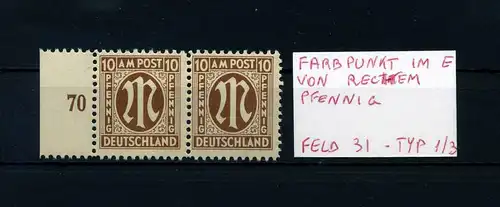 10 AM POST 10
PFENNIG PFENNIG
M
DEUTSCHLAND
10 AM POST 10
PFENNIG PFENNIG
M
DEUTSCHLAND
70
FARBPUNKT IM E
VON RECHTEM
PFENNIG
FELD 31 - TYP 1/3